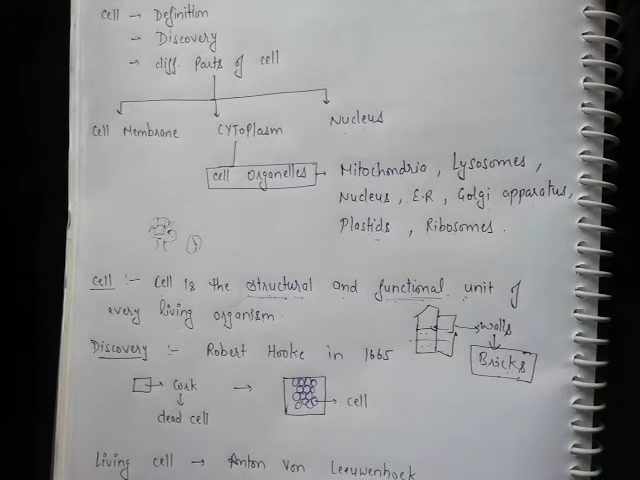 Cell → Definition
→ Discovery
→ diff. Parts of cell
Cell Membrane CYToplasm Nucleus
Cell Organelles → Mitochondria, Lysosomes,
Nucleus, E.R, Golgi apparatus,
Plastids, Ribosomes.
Cell :- Cell is the structural and functional unit of
every living organism.
→ walls
Bricks
Discovery :- Robert Hooke in 1665
→ Cork → → cell
↓
dead cell
Living cell → Anton Von Leeuwenhoek